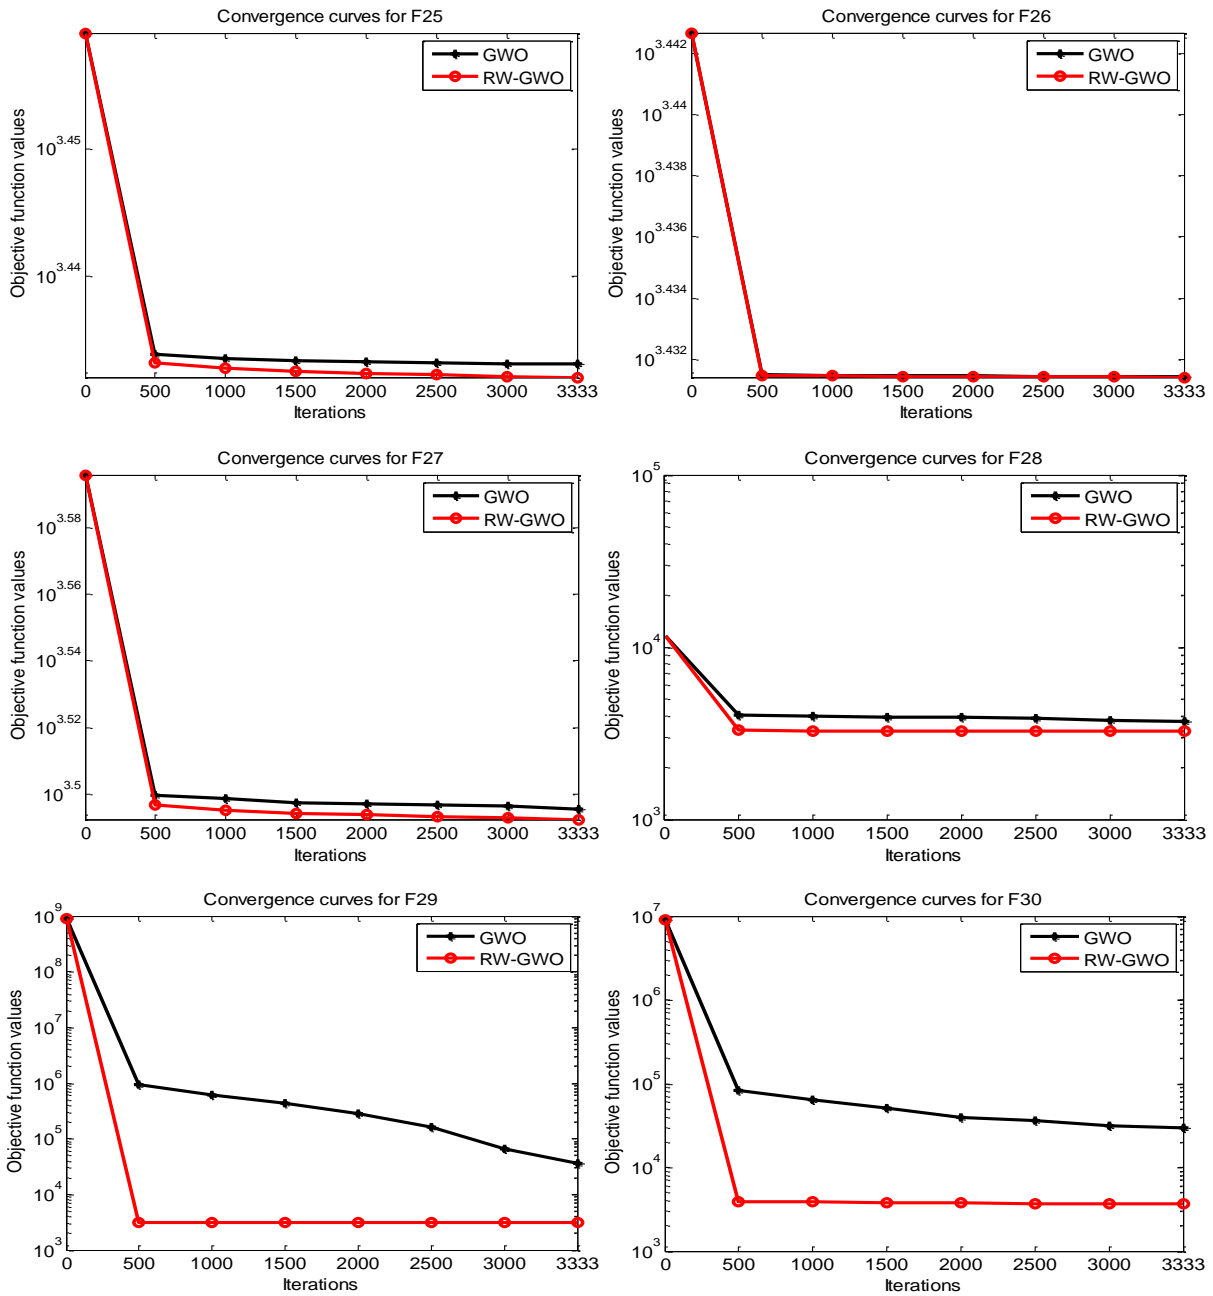 Convergence curves for F25
GWO
RW-GWO
10^3.45
10^3.44
Objective function values
0 500 1000 1500 2000 2500 3000 3333
Iterations
Convergence curves for F26
GWO
RW-GWO
10^3.442
10^3.44
10^3.438
10^3.436
10^3.434
10^3.432
Objective function values
0 500 1000 1500 2000 2500 3000 3333
Iterations
Convergence curves for F27
GWO
RW-GWO
10^3.58
10^3.56
10^3.54
10^3.52
10^3.5
Objective function values
0 500 1000 1500 2000 2500 3000 3333
Iterations
Convergence curves for F28
GWO
RW-GWO
10^5
10^4
10^3
Objective function values
0 500 1000 1500 2000 2500 3000 3333
Iterations
Convergence curves for F29
GWO
RW-GWO
10^9
10^8
10^7
10^6
10^5
10^4
10^3
Objective function values
0 500 1000 1500 2000 2500 3000 3333
Iterations
Convergence curves for F30
GWO
RW-GWO
10^7
10^6
10^5
10^4
10^3
Objective function values
0 500 1000 1500 2000 2500 3000 3333
Iterations